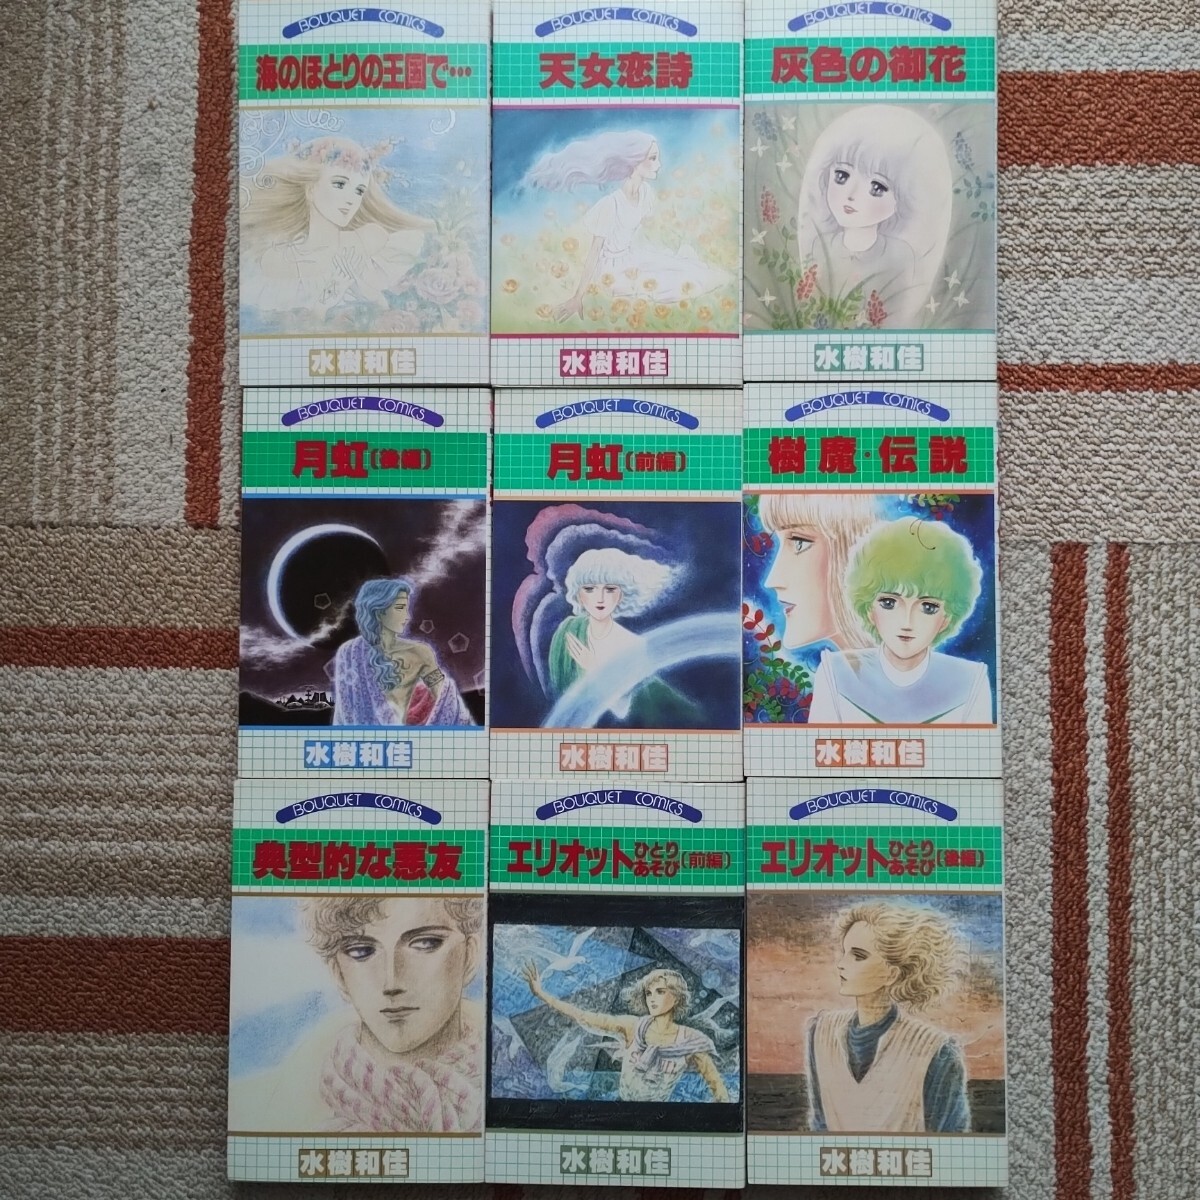 BOUQUET COMICS
海のほとりの王国で…
水樹和佳
BOUQUET COMICS
天女恋詩
水樹和佳
BOUQUET COMICS
灰色の御花
水樹和佳
BOUQUET COMICS
月虹(後編)
水樹和佳
BOUQUET COMICS
月虹(前編)
水樹和佳
BOUQUET COMICS
樹魔・伝説
水樹和佳
BOUQUET COMICS
典型的な悪友
水樹和佳
BOUQUET COMICS
エリオットひとりあそび(前編)
水樹和佳
BOUQUET COMICS
エリオットひとりあそび(後編)
水樹和佳